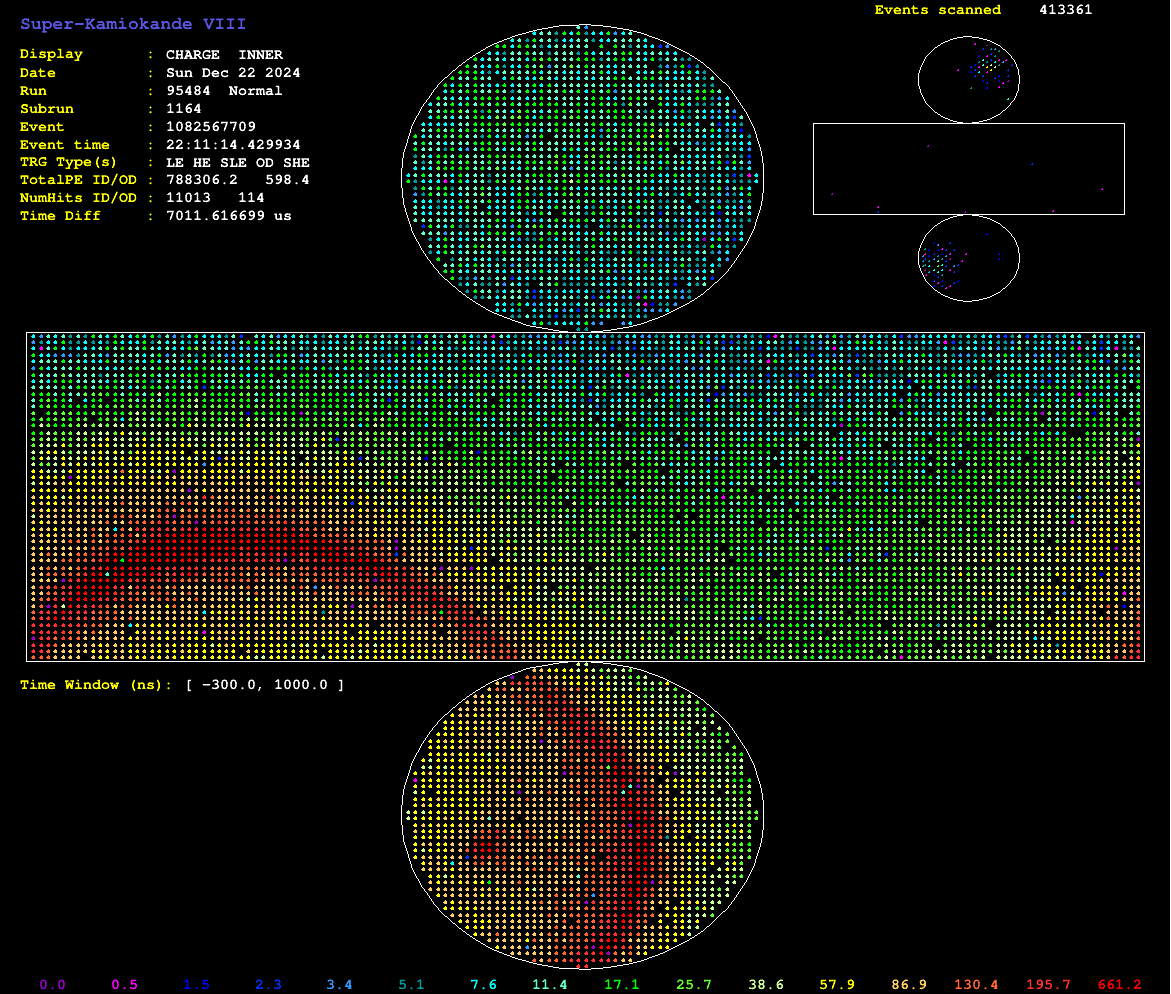 Super-Kamiokande VIII
Events scanned 413361
Display : CHARGE INNER
Date : Sun Dec 22 2024
Run : 95484 Normal
Subrun : 1164
Event : 1082567709
Event time : 22:11:14.429934
TRG Type(s) : LE HE SLE OD SHE
TotalPE ID/OD : 788306.2 598.4
NumHits ID/OD : 11013 114
Time Diff : 7011.616699 us
Time Window (ns): [ −300.0, 1000.0 ]
0.0 0.5 1.5 2.3 3.4 5.1 7.6 11.4 17.1 25.7 38.6 57.9 86.9 130.4 195.7 661.2